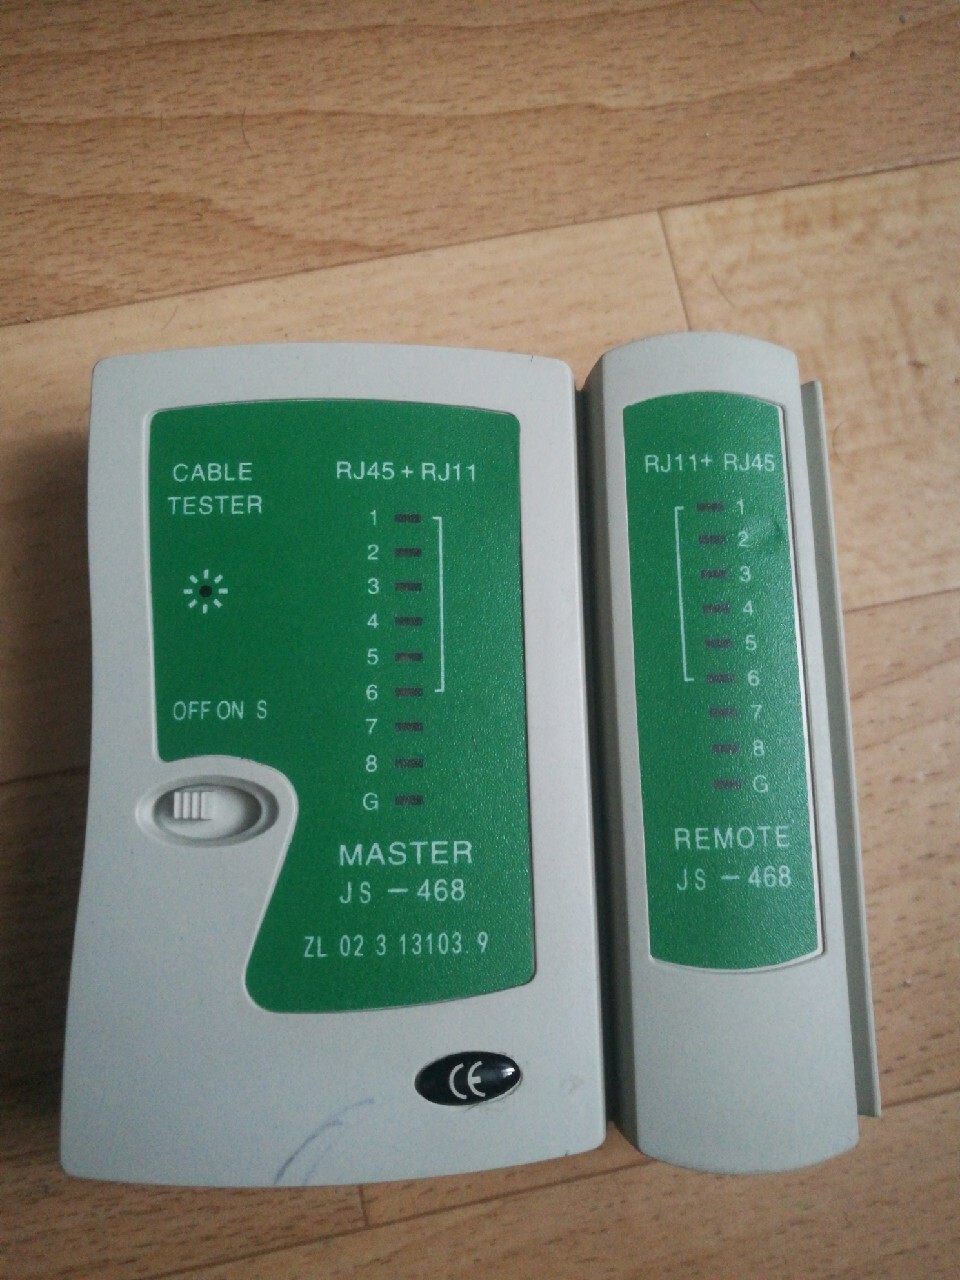 CABLE
TESTER
OFF ON S
RJ45 + RJ11
1
2
3
4
5
6
7
8
G
MASTER
JS - 468
ZL 02 3 13103. 9
CE
RJ11+ RJ45
1
2
3
4
5
6
7
8
G
REMOTE
JS - 468